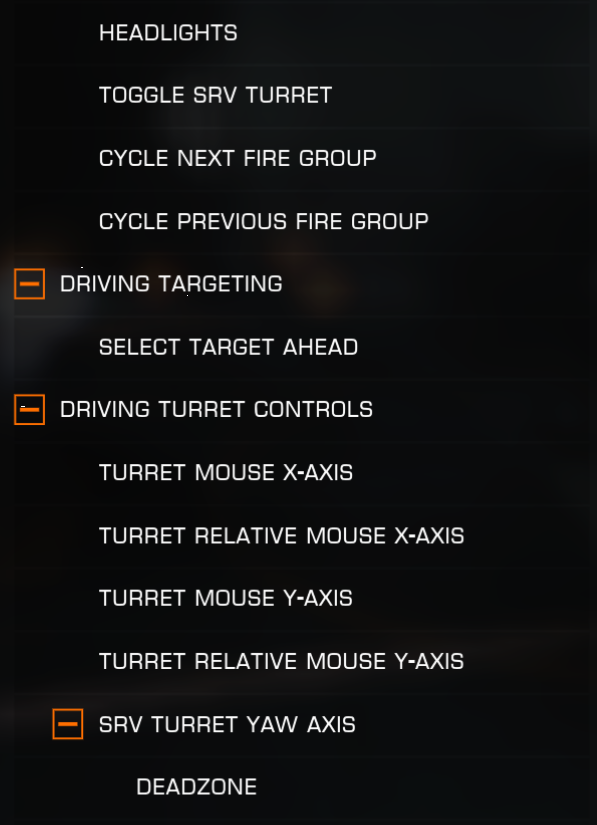 HEADLIGHTS
TOGGLE SRV TURRET
CYCLE NEXT FIRE GROUP
CYCLE PREVIOUS FIRE GROUP
DRIVING TARGETING
SELECT TARGET AHEAD
DRIVING TURRET CONTROLS
TURRET MOUSE X-AXIS
TURRET RELATIVE MOUSE X-AXIS
TURRET MOUSE Y-AXIS
TURRET RELATIVE MOUSE Y-AXIS
SRV TURRET YAW AXIS
DEADZONE